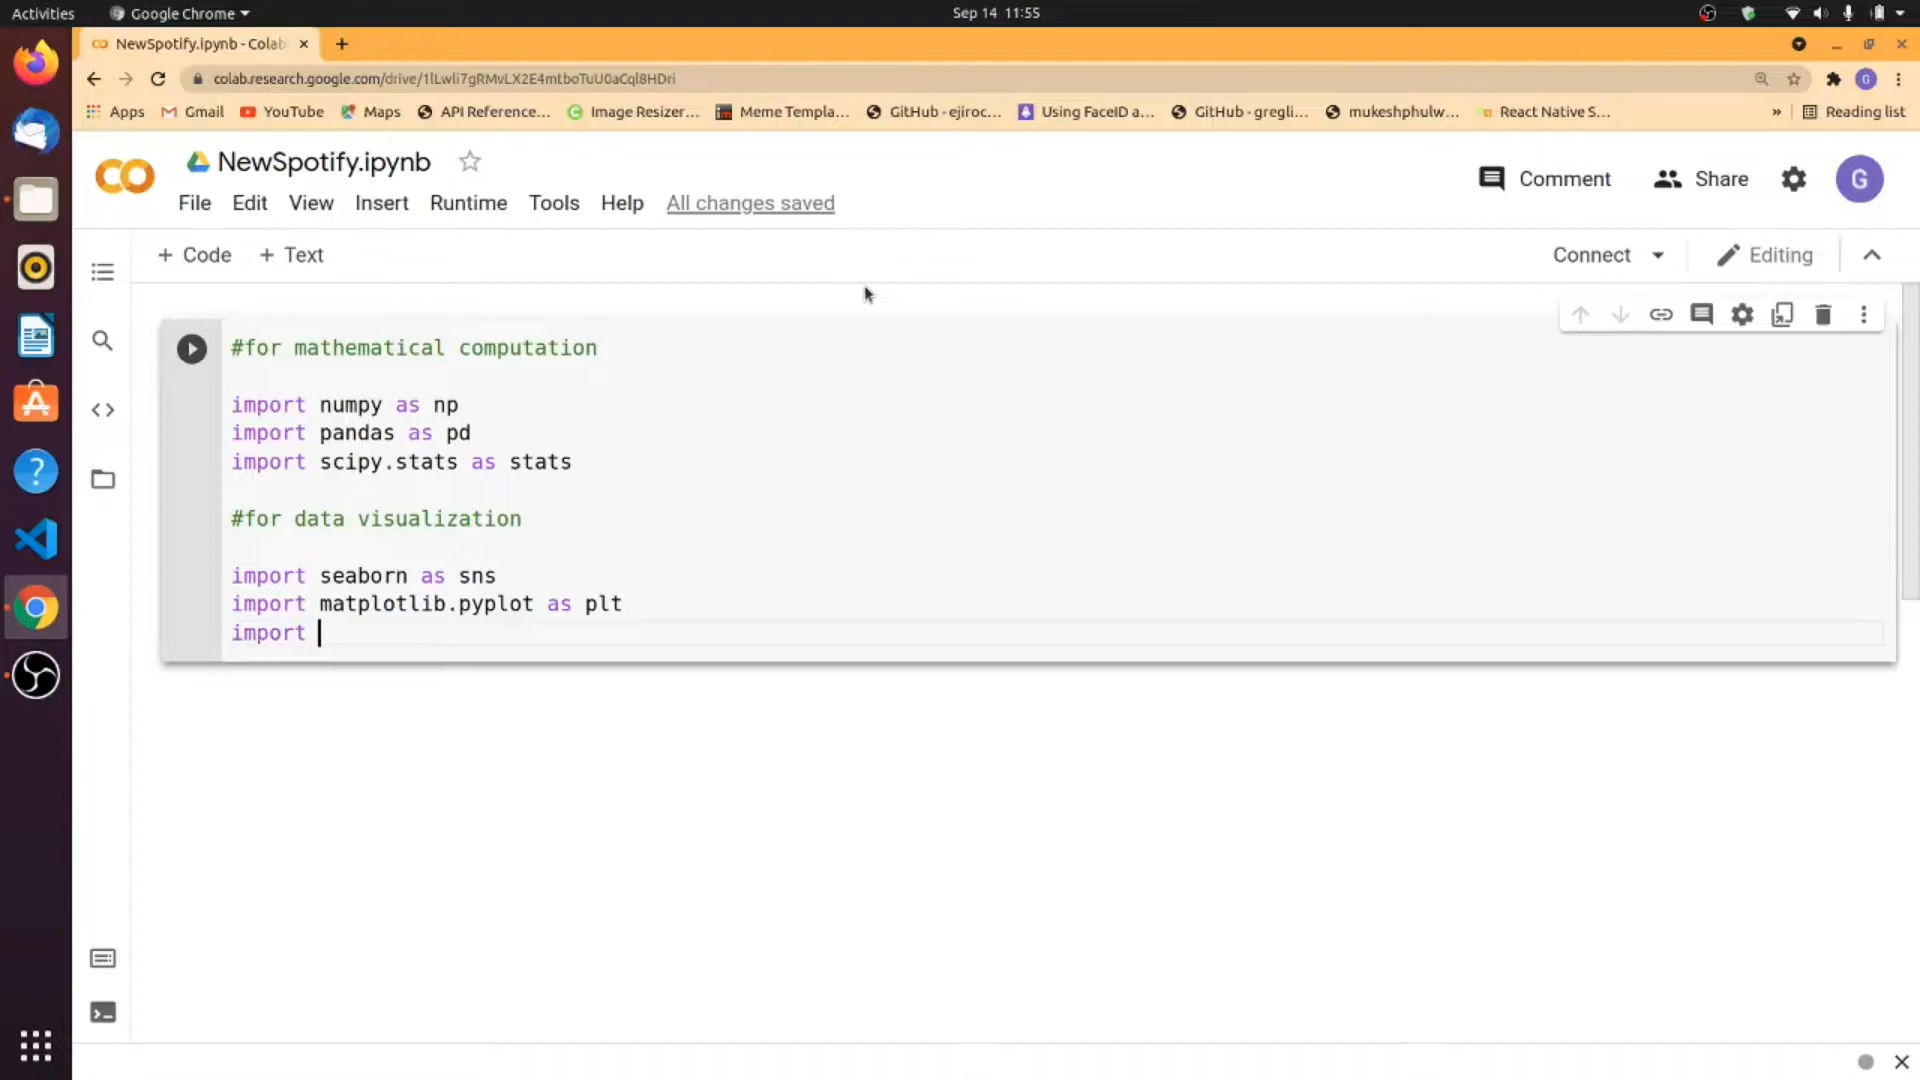 Activities
Google Chrome
Sep 14 11:55
NewSpotify.ipynb - Colab
colab.research.google.com/drive/1lLwli7gRMvLX2E4mtboTuU0aCql8HDri
G
Apps
Gmail
YouTube
Maps
API Reference...
Image Resizer...
Meme Templa...
GitHub - ejiroc...
Using FaceID a...
GitHub - gregli...
mukeshphulw...
React Native S...
»
Reading list
CO
NewSpotify.ipynb
Comment
Share
G
File Edit View Insert Runtime Tools Help All changes saved
+ Code + Text
Connect
Editing
#for mathematical computation
import numpy as np
import pandas as pd
import scipy.stats as stats
#for data visualization
import seaborn as sns
import matplotlib.pyplot as plt
import